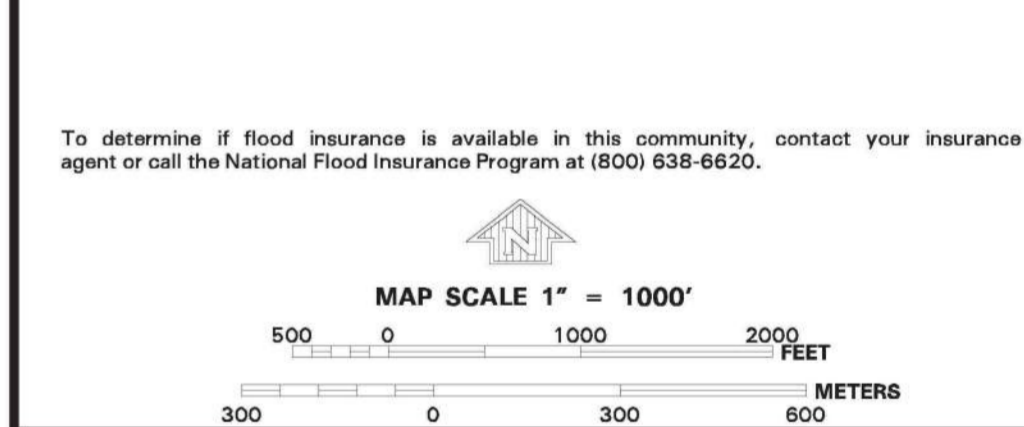 To determine if flood insurance is available in this community, contact your insurance
agent or call the National Flood Insurance Program at (800) 638-6620.
N
MAP SCALE 1" = 1000'
500 0 1000 2000
FEET
METERS
300 0 300 600